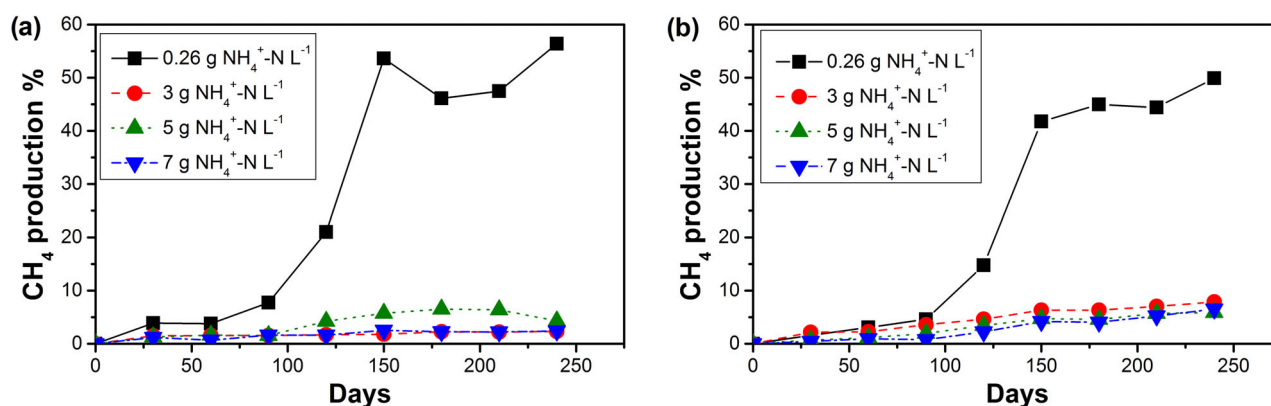 (a)
60
50
40
30
20
10
0
CH₄ production %
0.26 g NH₄⁺-N L⁻¹
3 g NH₄⁺-N L⁻¹
5 g NH₄⁺-N L⁻¹
7 g NH₄⁺-N L⁻¹
0 50 100 150 200 250
Days
(b)
60
50
40
30
20
10
0
CH₄ production %
0.26 g NH₄⁺-N L⁻¹
3 g NH₄⁺-N L⁻¹
5 g NH₄⁺-N L⁻¹
7 g NH₄⁺-N L⁻¹
0 50 100 150 200 250
Days